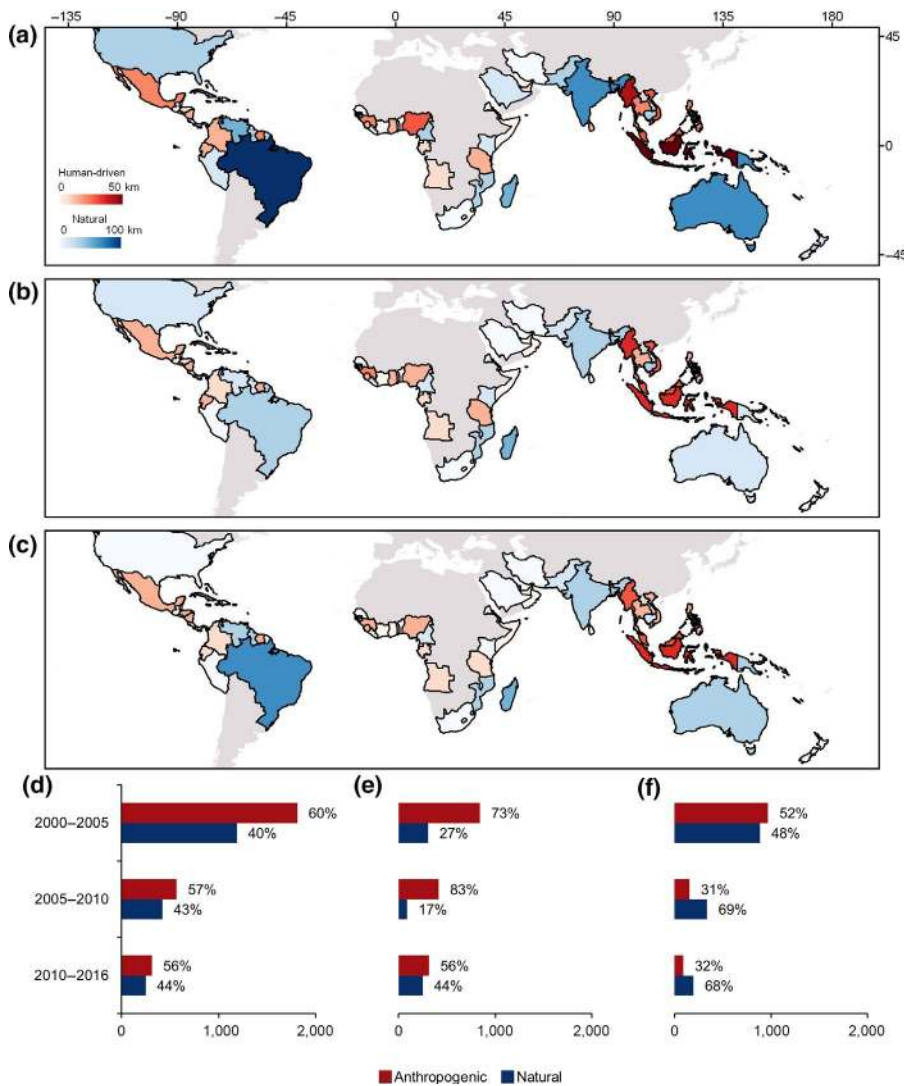 −135 −90 −45 0 45 90 135 180
(a)
45
0
−45
Human-driven
0 50 km
Natural
0 100 km
(b)
(c)
(d) (e) (f)
2000–2005 60% 73% 52%
40% 27% 48%
2005–2010 57% 83% 31%
43% 17% 69%
2010–2016 56% 56% 32%
44% 44% 68%
0 1,000 2,000 0 1,000 2,000 0 1,000 2,000
Anthropogenic Natural